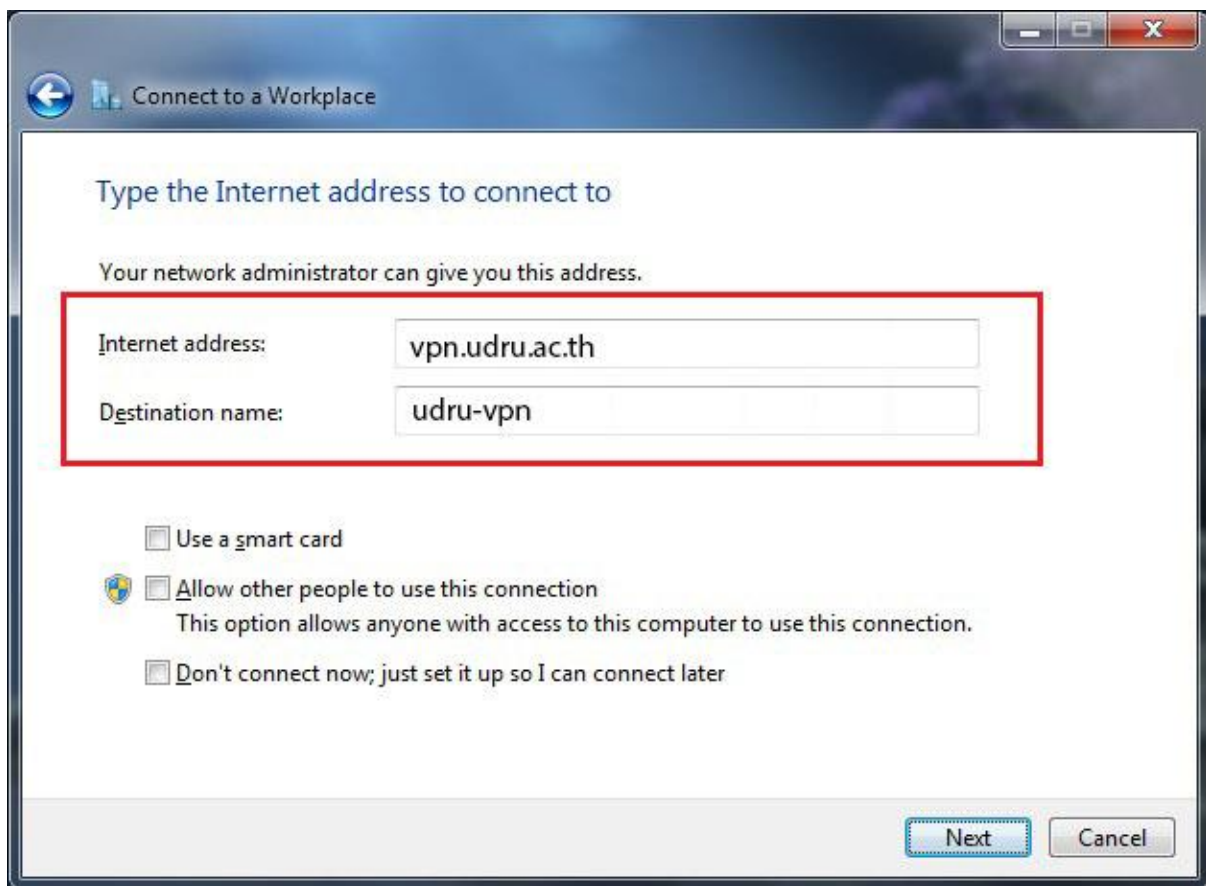 Connect to a Workplace
Type the Internet address to connect to
Your network administrator can give you this address.
Internet address: vpn.udru.ac.th
Destination name: udru-vpn
Use a smart card
Allow other people to use this connection
This option allows anyone with access to this computer to use this connection.
Don't connect now; just set it up so I can connect later
Next Cancel